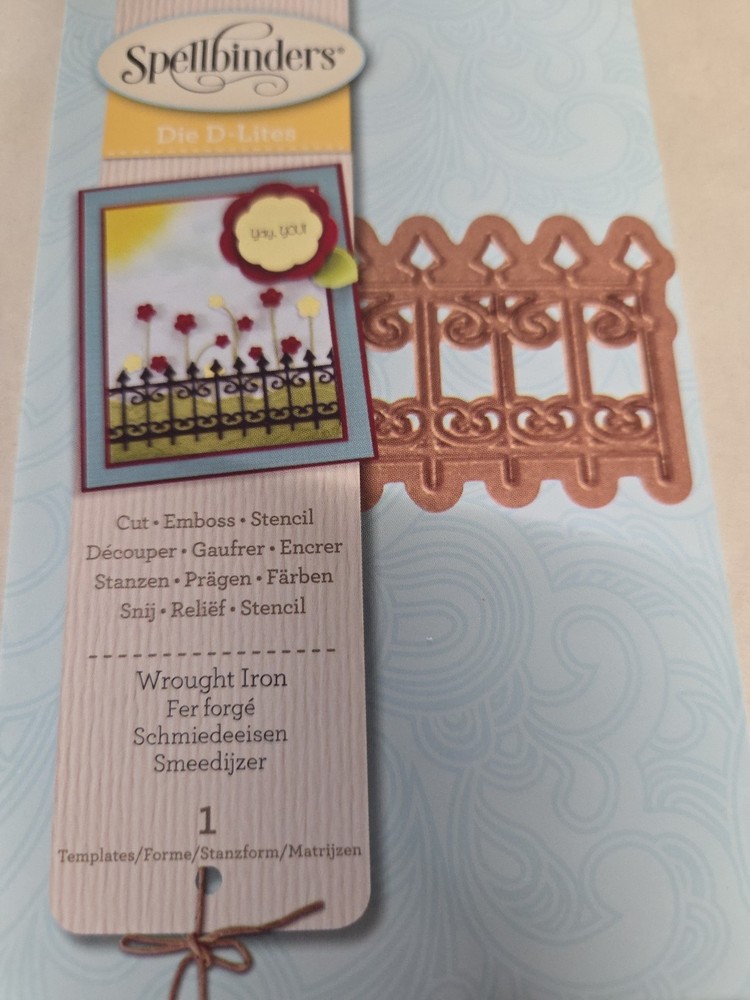 Spellbinders®
Die D-Lites
Yay, you!
Cut • Emboss • Stencil
Découper • Gaufrer • Encrer
Stanzen • Prägen • Färben
Snij • Reliëf • Stencil
Wrought Iron
Fer forgé
Schmiedeeisen
Smeedijzer
1
Templates/Forme/Stanzform/Matrijzen